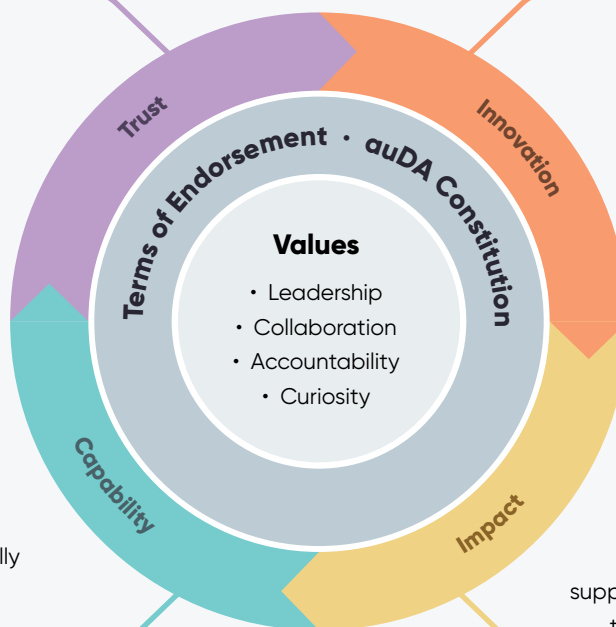 Trust
Innovation
Terms of Endorsement · auDA Constitution
Values
• Leadership
• Collaboration
• Accountability
• Curiosity
Capability
Impact